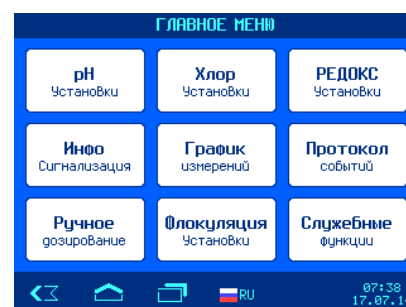 ГЛАВНОЕ МЕНЮ
pH Хлор РЕДОКС
Установки Установки Установки
Инфо График Протокол
Сигнализация измерений событий
Ручное Флокуляция Служебные
дозирование Установки функции
RU 07:38
17.07.1